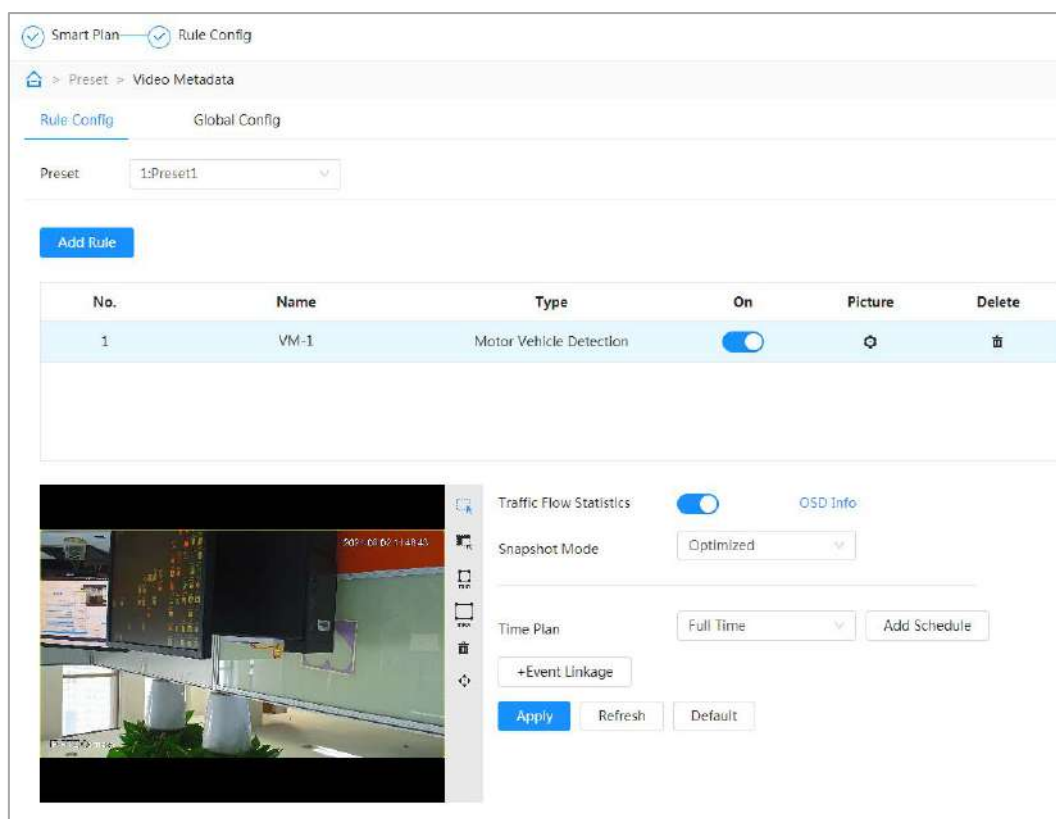 Smart Plan Rule Config
> Preset > Video Metadata
Rule Config Global Config
Preset 1:Preset1
Add Rule
No. Name Type On Picture Delete
1 VM-1 Motor Vehicle Detection
Traffic Flow Statistics OSD Info
Snapshot Mode Optimized
Time Plan Full Time Add Schedule
+Event Linkage
Apply Refresh Default